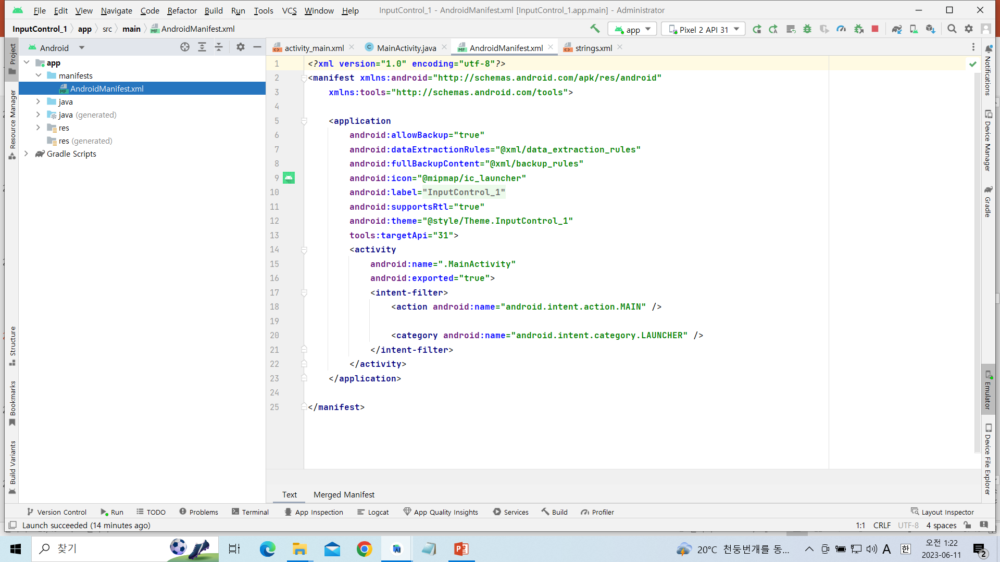 File Edit View Navigate Code Refactor Build Run Tools VCS Window Help InputControl_1 - AndroidManifest.xml [InputControl_1.app.main] - Administrator
InputControl_1 app src main AndroidManifest.xml app Pixel 2 API 31
Android activity_main.xml MainActivity.java AndroidManifest.xml strings.xml
app
manifests
AndroidManifest.xml
java
java (generated)
res
res (generated)
Gradle Scripts
Project
Resource Manager
Structure
Bookmarks
Build Variants
1 <?xml version="1.0" encoding="utf-8"?>
2 <manifest xmlns:android="http://schemas.android.com/apk/res/android"
3 xmlns:tools="http://schemas.android.com/tools">
4
5 <application
6 android:allowBackup="true"
7 android:dataExtractionRules="@xml/data_extraction_rules"
8 android:fullBackupContent="@xml/backup_rules"
9 android:icon="@mipmap/ic_launcher"
10 android:label="InputControl_1"
11 android:supportsRtl="true"
12 android:theme="@style/Theme.InputControl_1"
13 tools:targetApi="31">
14 <activity
15 android:name=".MainActivity"
16 android:exported="true">
17 <intent-filter>
18 <action android:name="android.intent.action.MAIN" />
19
20 <category android:name="android.intent.category.LAUNCHER" />
21 </intent-filter>
22 </activity>
23 </application>
24
25 </manifest>
Notifications
Device Manager
Gradle
Emulator
Device File Explorer
Text Merged Manifest
Version Control Run TODO Problems Terminal App Inspection Logcat App Quality Insights Services Build Profiler Layout Inspector
Launch succeeded (14 minutes ago) 1:1 CRLF UTF-8 4 spaces
찾기 20°C 천둥번개를 동... A 한 오전 1:22
2023-06-11 2